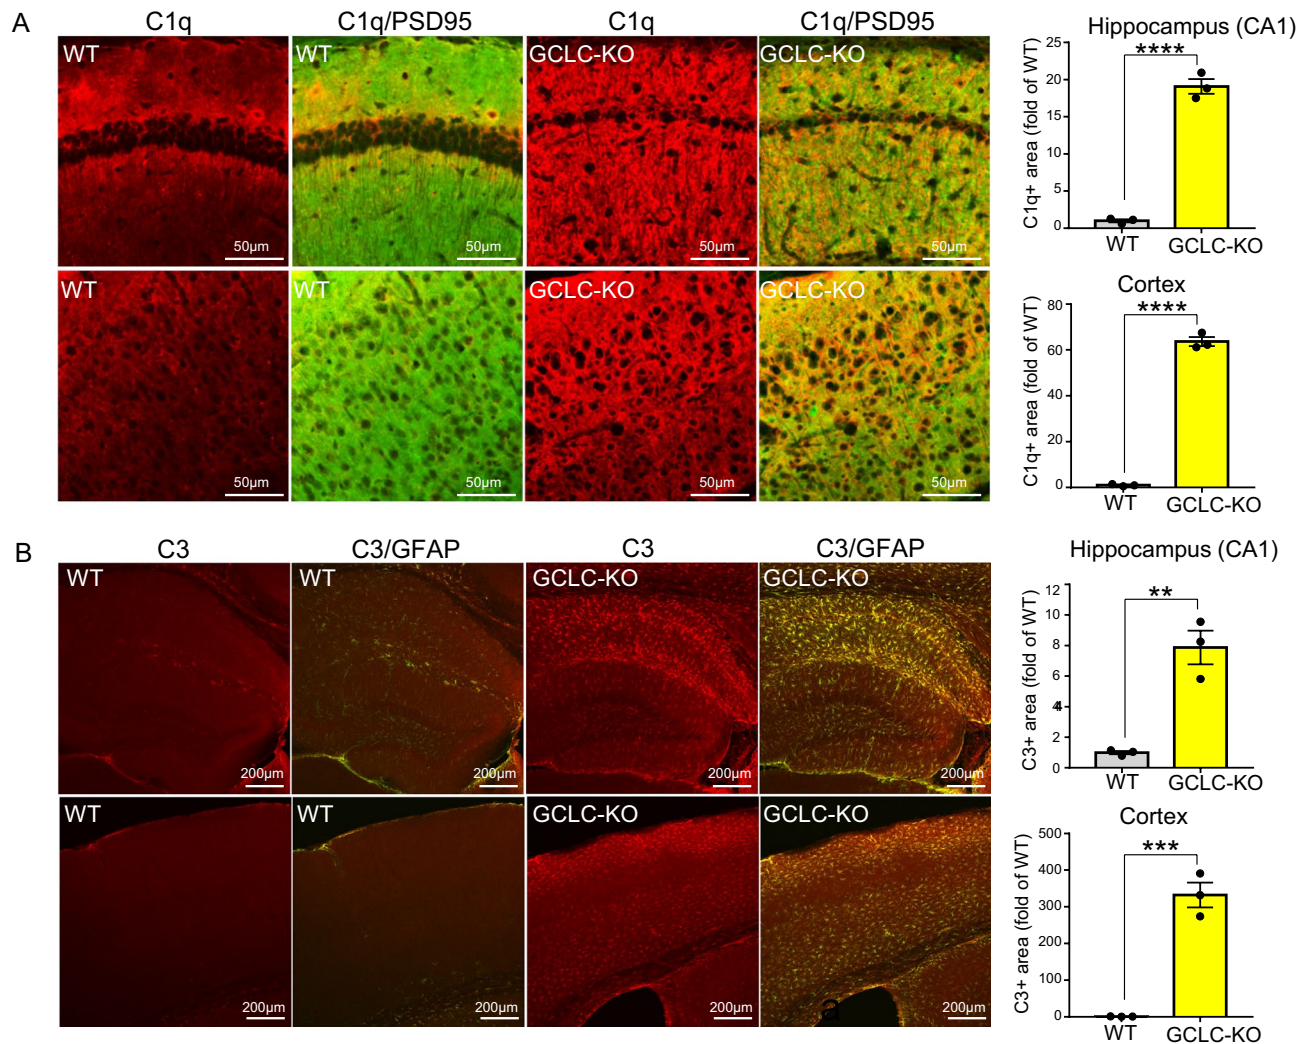 A
C1q
C1q/PSD95
C1q
C1q/PSD95
WT
WT
GCLC-KO
GCLC-KO
50µm
50µm
50µm
50µm
WT
WT
GCLC-KO
GCLC-KO
50µm
50µm
50µm
50µm
Hippocampus (CA1)
****
C1q+ area (fold of WT)
25
20
15
10
5
0
WT
GCLC-KO
Cortex
****
C1q+ area (fold of WT)
80
60
40
20
0
WT
GCLC-KO
B
C3
C3/GFAP
C3
C3/GFAP
WT
WT
GCLC-KO
GCLC-KO
200µm
200µm
200µm
200µm
WT
WT
GCLC-KO
GCLC-KO
200µm
200µm
200µm
200µm
a
Hippocampus (CA1)
**
C3+ area (fold of WT)
12
10
8
6
4
2
0
WT
GCLC-KO
Cortex
***
C3+ area (fold of WT)
500
400
300
200
100
0
WT
GCLC-KO